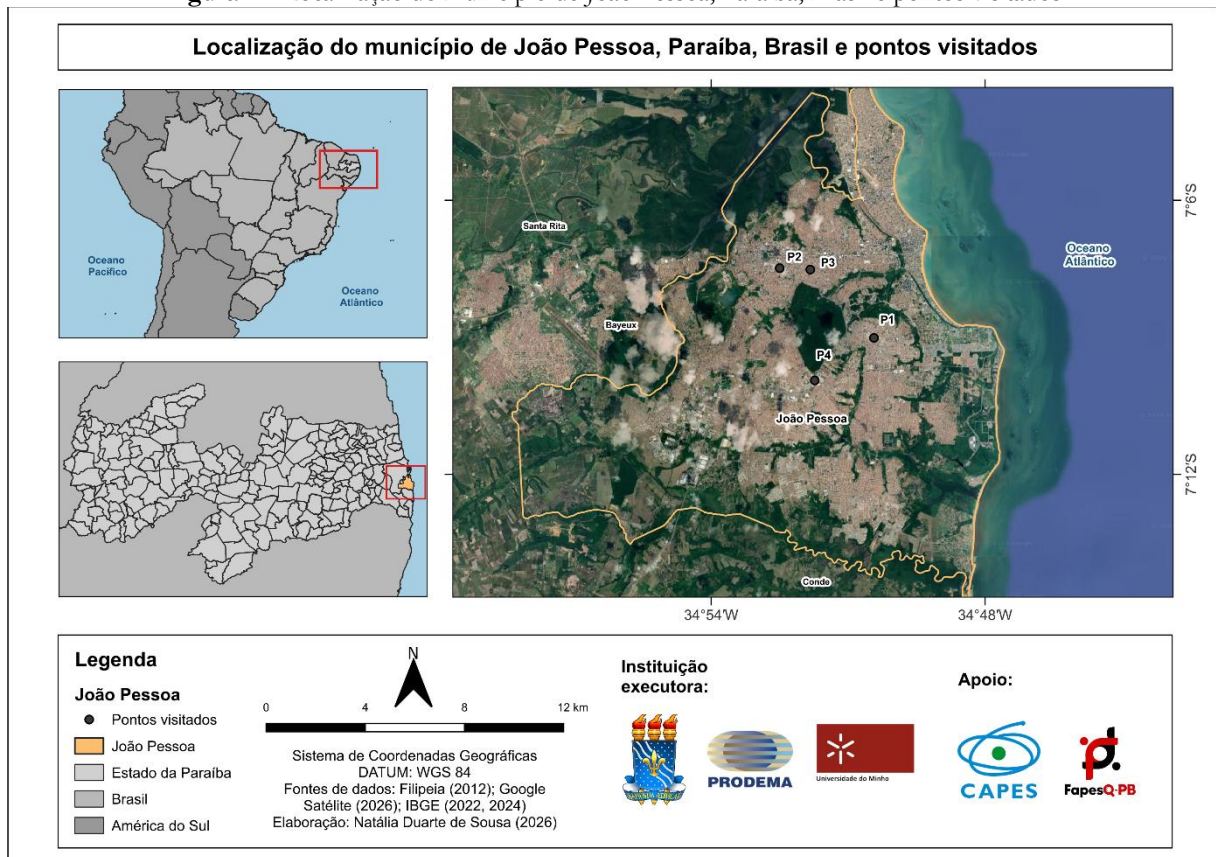 Localização do município de João Pessoa, Paraíba, Brasil e pontos visitados
Oceano
Pacífico
Oceano
Atlântico
Santa Rita
Bayeux
P2
P3
P1
P4
João Pessoa
Conde
Oceano
Atlântico
7°6'S
7°12'S
34°54'W
34°48'W
Legenda
João Pessoa
Pontos visitados
João Pessoa
Estado da Paraíba
Brasil
América do Sul
N
0 4 8 12 km
Sistema de Coordenadas Geográficas
DATUM: WGS 84
Fontes de dados: Filipeia (2012); Google
Satélite (2026); IBGE (2022, 2024)
Elaboração: Natália Duarte de Sousa (2026)
Instituição
executora:
PRODEMA
Universidade do Minho
Apoio:
CAPES
FapesQ-PB